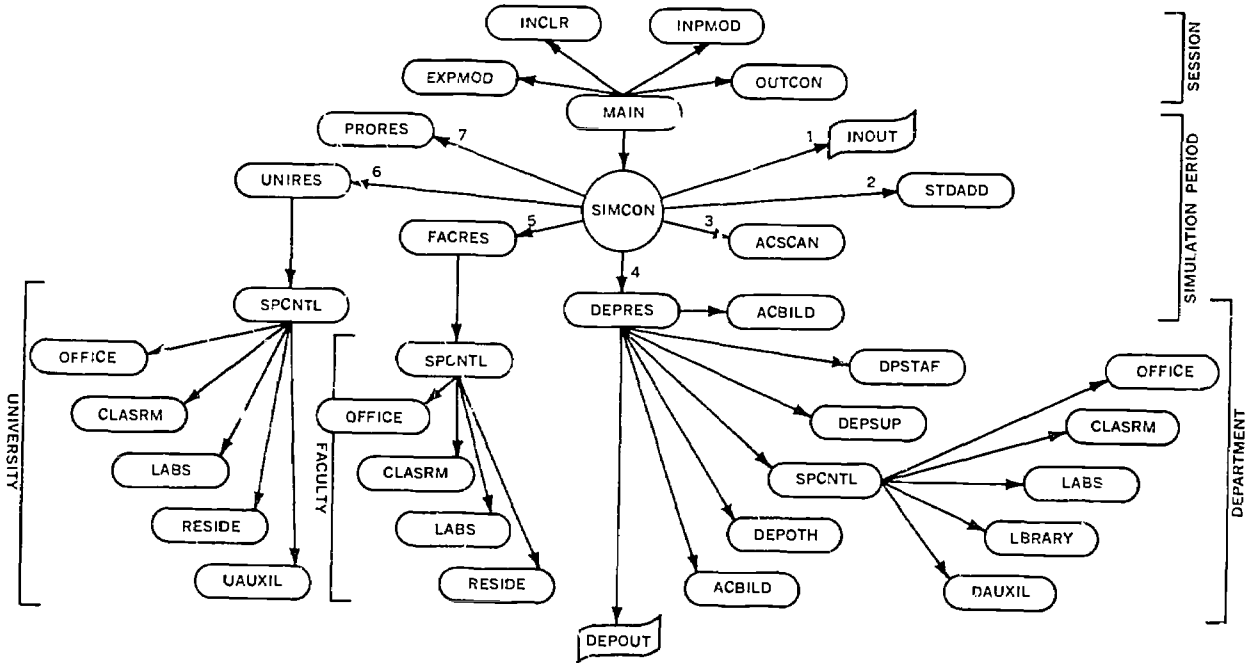 INCLR
INPMOD
SESSION
EXPMOD
OUTCON
MAIN
PRORES
7
1
INOUT
UNIRES
6
SIMCON
2
STDADD
SIMULATION PERIOD
FACRES
5
3
ACSCAN
4
SPCNTL
DEPRES
ACBILD
OFFICE
SPCNTL
DPSTAF
OFFICE
CLASRM
OFFICE
DEPSUP
CLASRM
UNIVERSITY
LABS
FACULTY
CLASRM
SPCNTL
LABS
DEPARTMENT
RESIDE
LABS
DEPOTH
LBRARY
UAUXIL
RESIDE
ACBILD
DAUXIL
DEPOUT